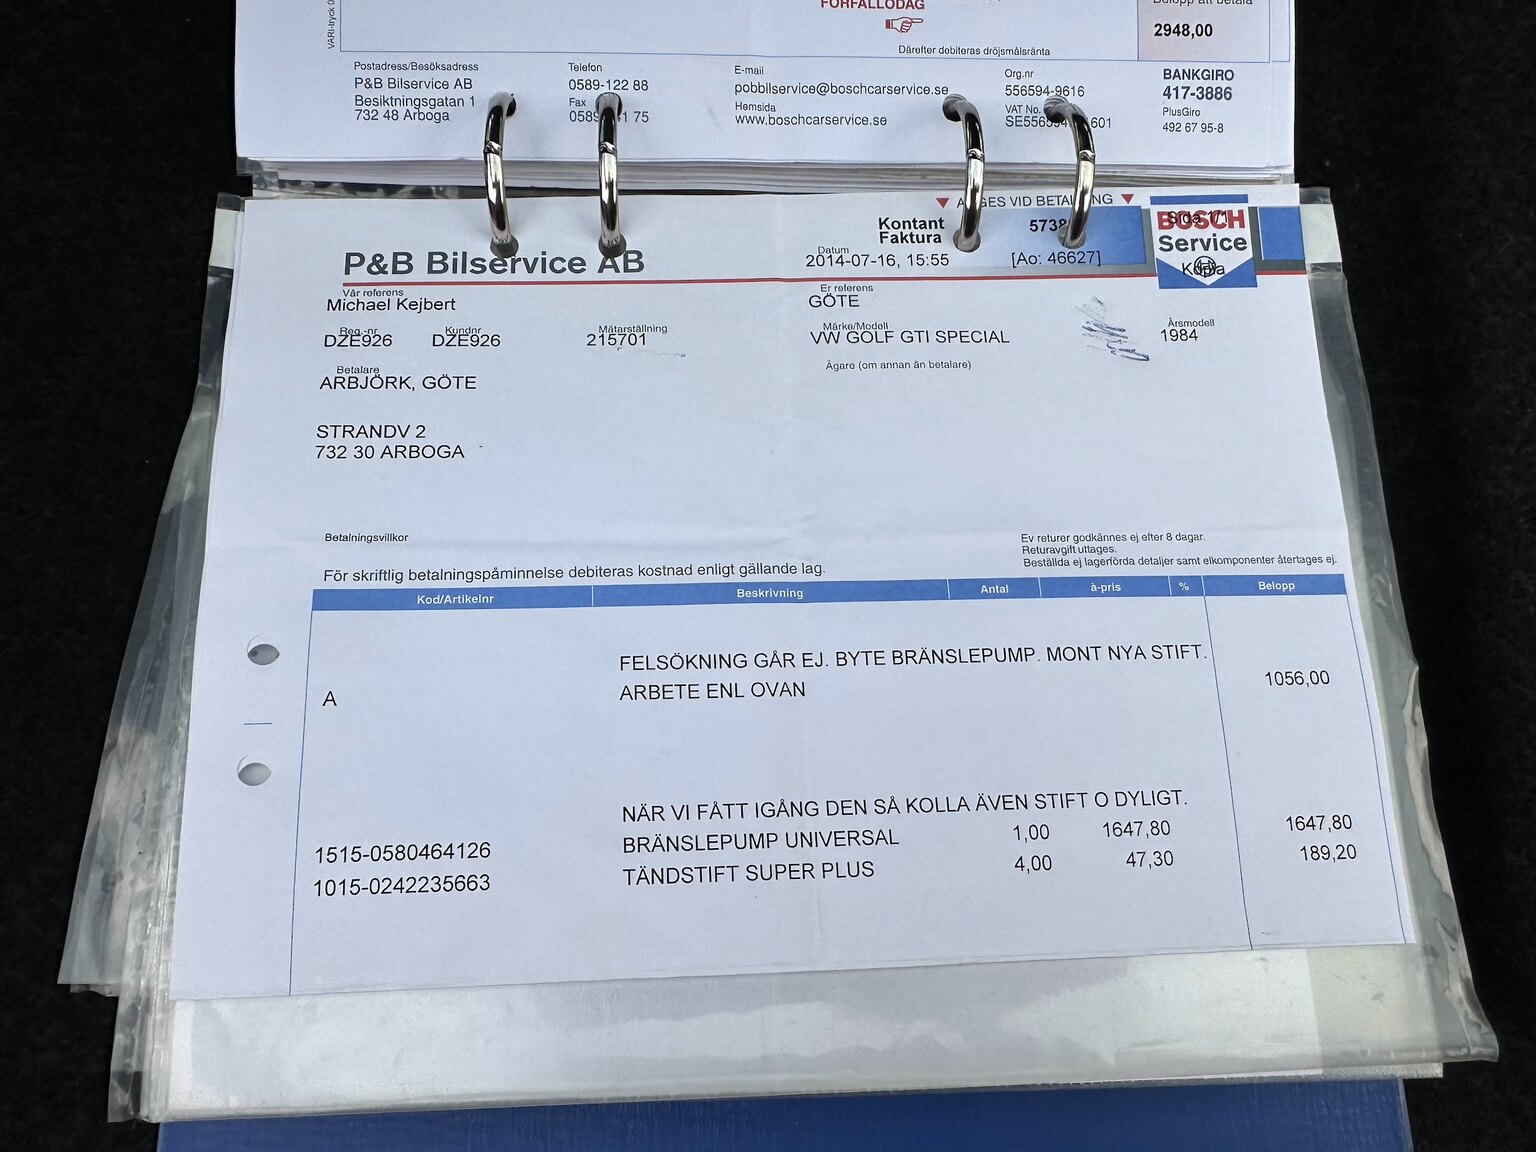 FÖRFALLODAG
Belopp att betala
2948,00
Därefter debiteras dröjsmålsränta
Postadress/Besöksadress
P&B Bilservice AB
Besiktningsgatan 1
732 48 Arboga
Telefon
0589-122 88
Fax
E-mail
pobbilservice@boschcarservice.se
Hemsida
www.boschcarservice.se
Org.nr
556594-9616
VAT No.
BANKGIRO
417-3886
PlusGiro
492 67 95-8
VID
Kontant
Faktura
BOSCH
Service
Sida 1/1
Kopia
P&B Bilservice AB
Datum
2014-07-16, 15:55
[Ao: 46627]
Vår referens
Michael Kejbert
Er referens
GÖTE
Reg.-nr
DZE926
Kundnr
DZE926
Mätarställning
215701
Märke/Modell
VW GOLF GTI SPECIAL
Årsmodell
1984
Betalare
ARBJÖRK, GÖTE
Ägare (om annan än betalare)
STRANDV 2
732 30 ARBOGA
Betalningsvillkor
Ev returer godkännes ej efter 8 dagar.
Returavgift uttages.
Beställda ej lagerförda detaljer samt elkomponenter återtages ej.
För skriftlig betalningspåminnelse debiteras kostnad enligt gällande lag.
Kod/Artikelnr Beskrivning Antal à-pris % Belopp
FELSÖKNING GÅR EJ. BYTE BRÄNSLEPUMP. MONT NYA STIFT.
A ARBETE ENL OVAN 1056,00
NÄR VI FÅTT IGÅNG DEN SÅ KOLLA ÄVEN STIFT O DYLIGT.
1515-0580464126 BRÄNSLEPUMP UNIVERSAL 1,00 1647,80 1647,80
1015-0242235663 TÄNDSTIFT SUPER PLUS 4,00 47,30 189,20